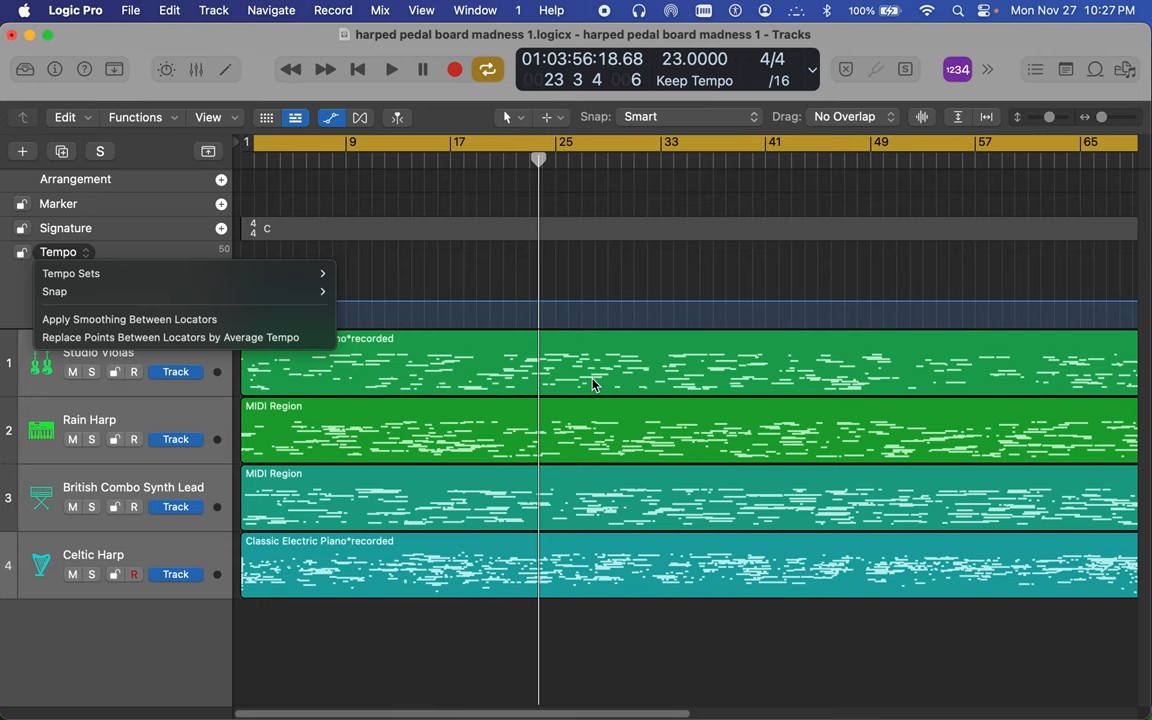 Logic Pro File Edit Track Navigate Record Mix View Window 1 Help 100% Mon Nov 27 10:27 PM
harped pedal board madness 1.logicx - harped pedal board madness 1 - Tracks
01:03:56:18.68 23.0000 4/4
0023 3 4 006 Keep Tempo /16
1234
Edit Functions View Snap: Smart Drag: No Overlap
1 9 17 25 33 41 49 57 65
S
Arrangement
Marker
Signature 4 4 C
Tempo 50
Tempo Sets
Snap
Apply Smoothing Between Locators
Replace Points Between Locators by Average Tempo
no*recorded
1 Studio Violas
M S R Track
MIDI Region
2 Rain Harp
M S R Track
MIDI Region
3 British Combo Synth Lead
M S R Track
Classic Electric Piano*recorded
4 Celtic Harp
M S R Track